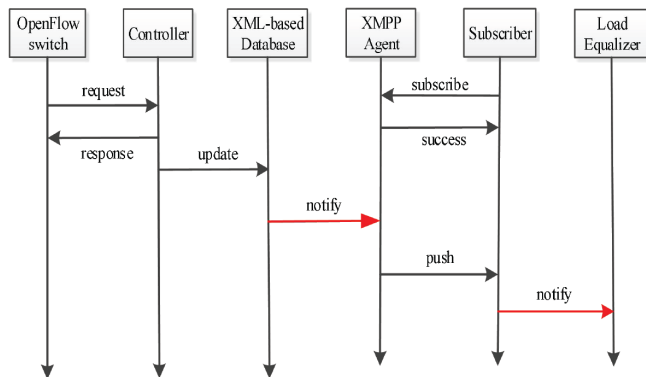 OpenFlow
switch
Controller
XML-based
Database
XMPP
Agent
Subscriber
Load
Equalizer
request
subscribe
response
success
update
notify
push
notify